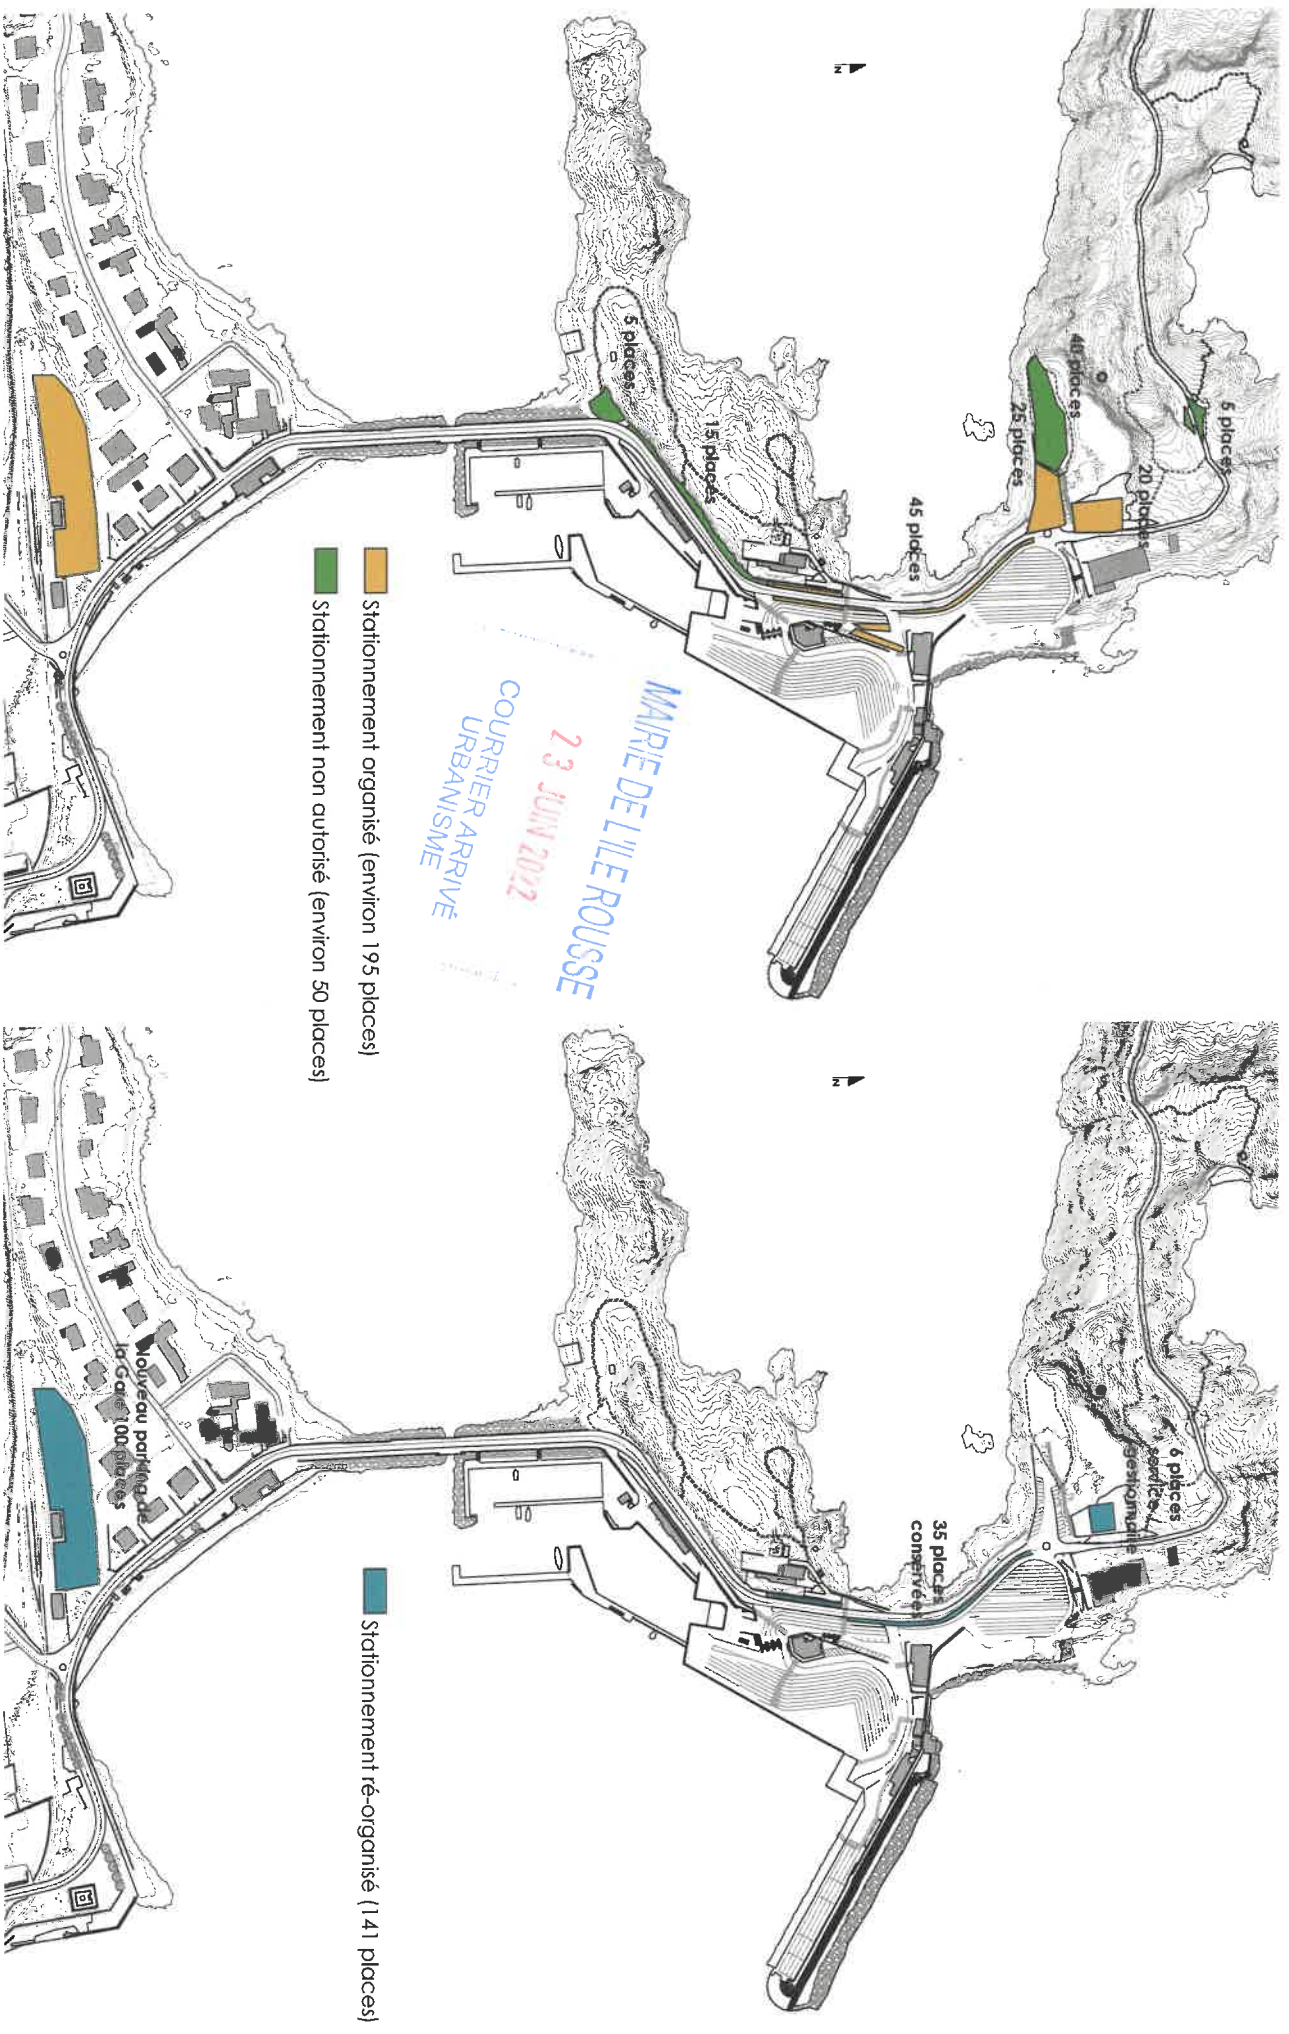 5 places
40 places
25 places
20 places
5 places
15 places
45 places
N
Stationnement organisé (environ 195 places)
Stationnement non autorisé (environ 50 places)
MAIRIE DE L'ILE ROUSSE
23 JUIN 2022
COURRIER ARRIVÉ
URBANISME
N
6 places
service /
gestionnaire
35 places
conservées
Nouveau parking de
la Gare 100 places
Stationnement ré-organisé (141 places)